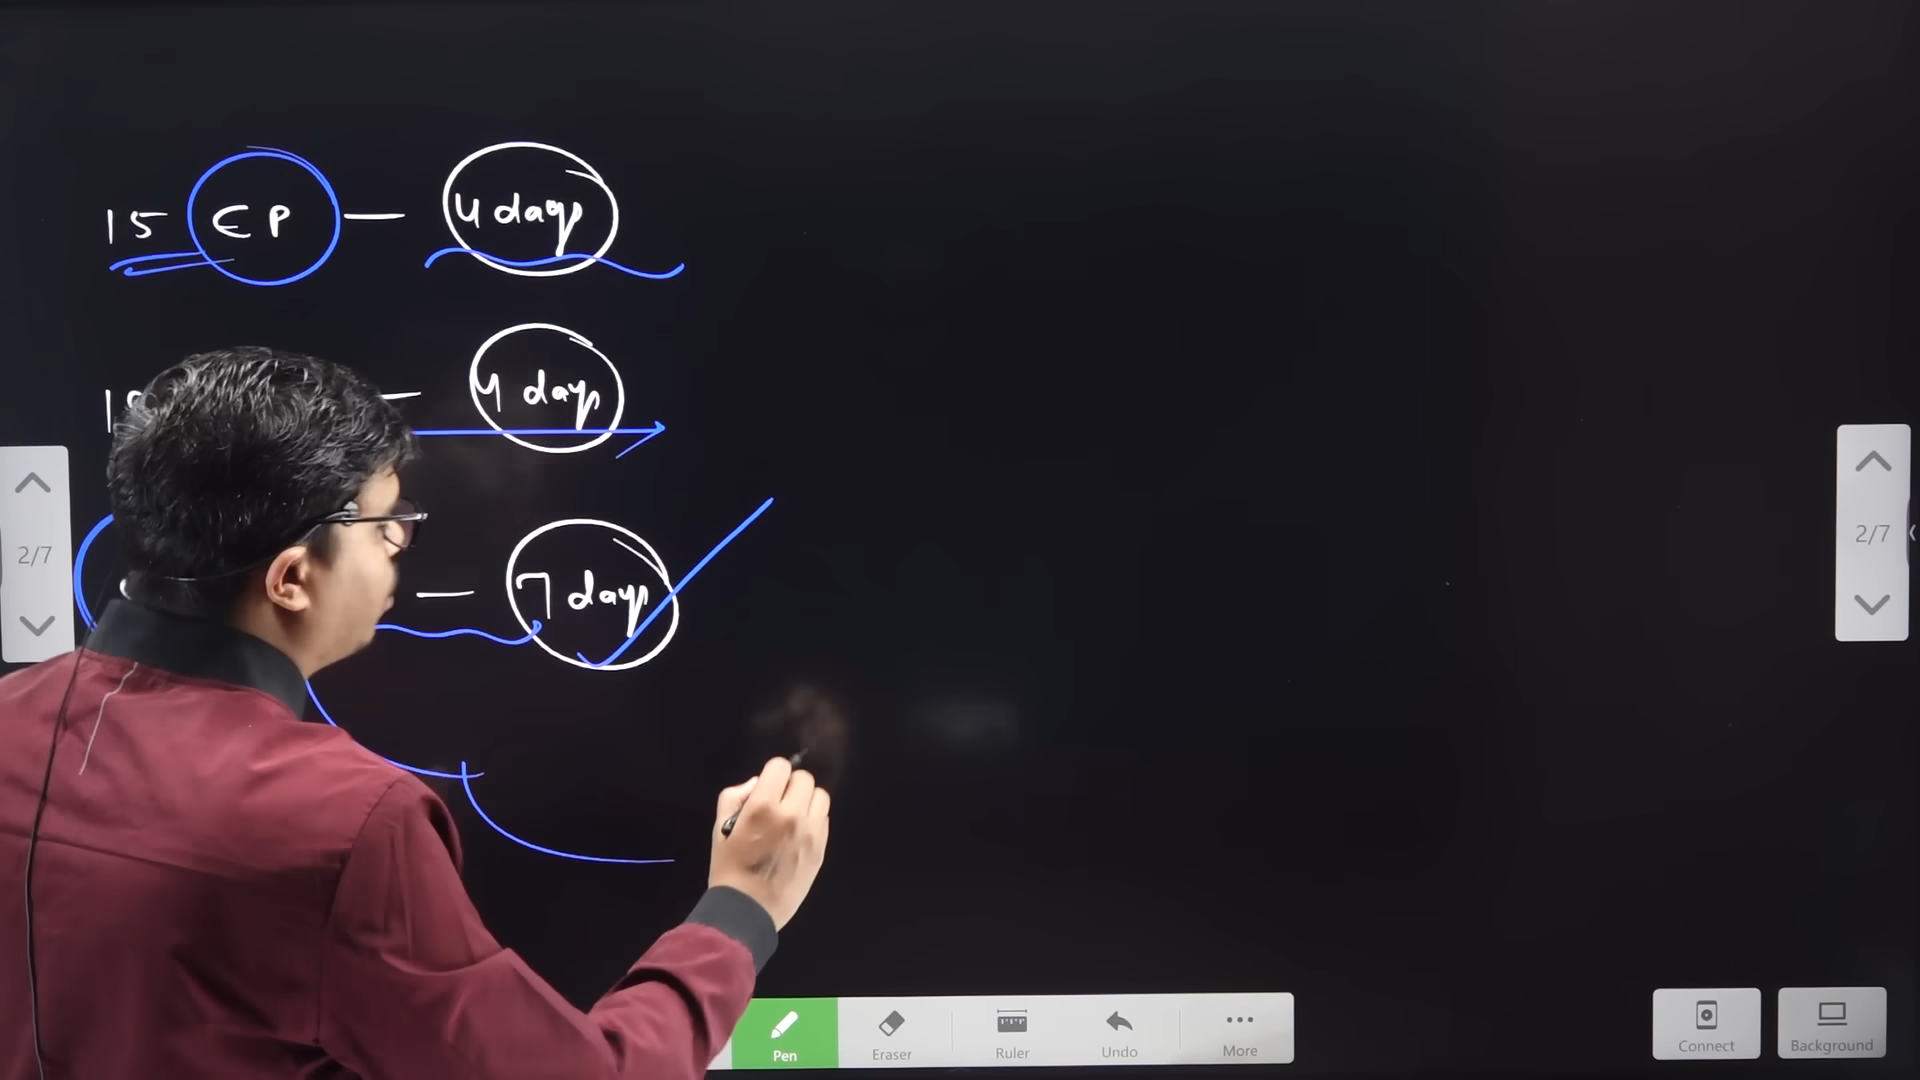 15 EP — 4 days
— 4 days
— 7 days
2/7
2/7
Pen
Eraser
Ruler
Undo
More
Connect
Background